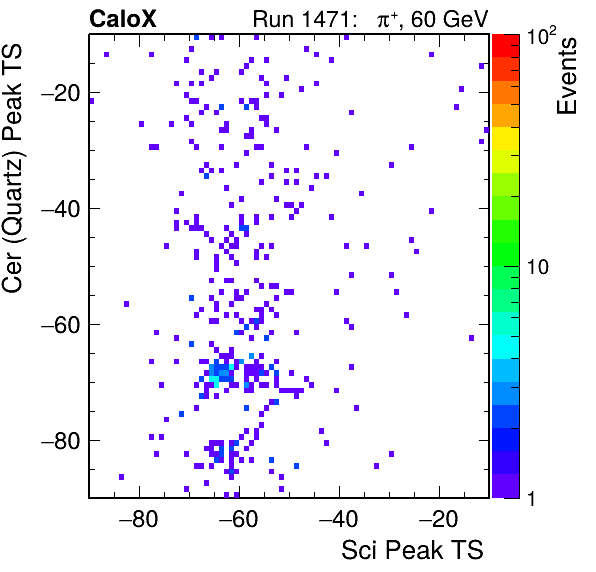 CaloX Run 1471: π+, 60 GeV
10²
Events
Cer (Quartz) Peak TS
−20
−40
10
−60
−80
1
−80 −60 −40 −20
Sci Peak TS